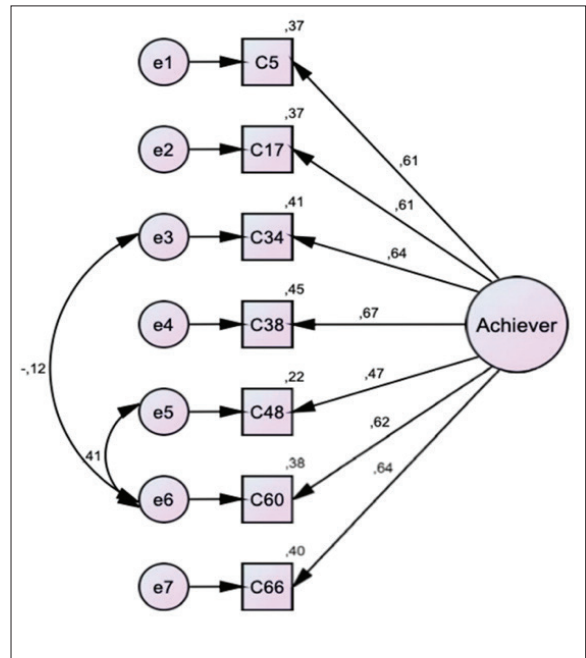 ,37
e1 C5
,61
,37
e2 C17
,61
,41
e3 C34
,64
,45
e4 C38
,67
Achiever
-,12
,22
e5 C48
,47
,62
41
,38
e6 C60
,64
,40
e7 C66